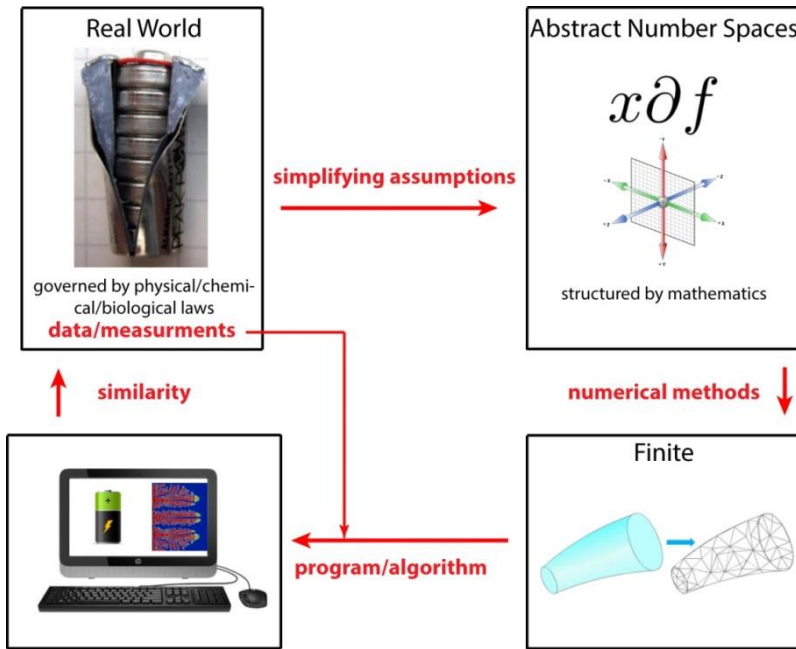 Real World
Abstract Number Spaces
x∂f
simplifying assumptions
governed by physical/chemi-
cal/biological laws
structured by mathematics
data/measurments
similarity
numerical methods
Finite
program/algorithm